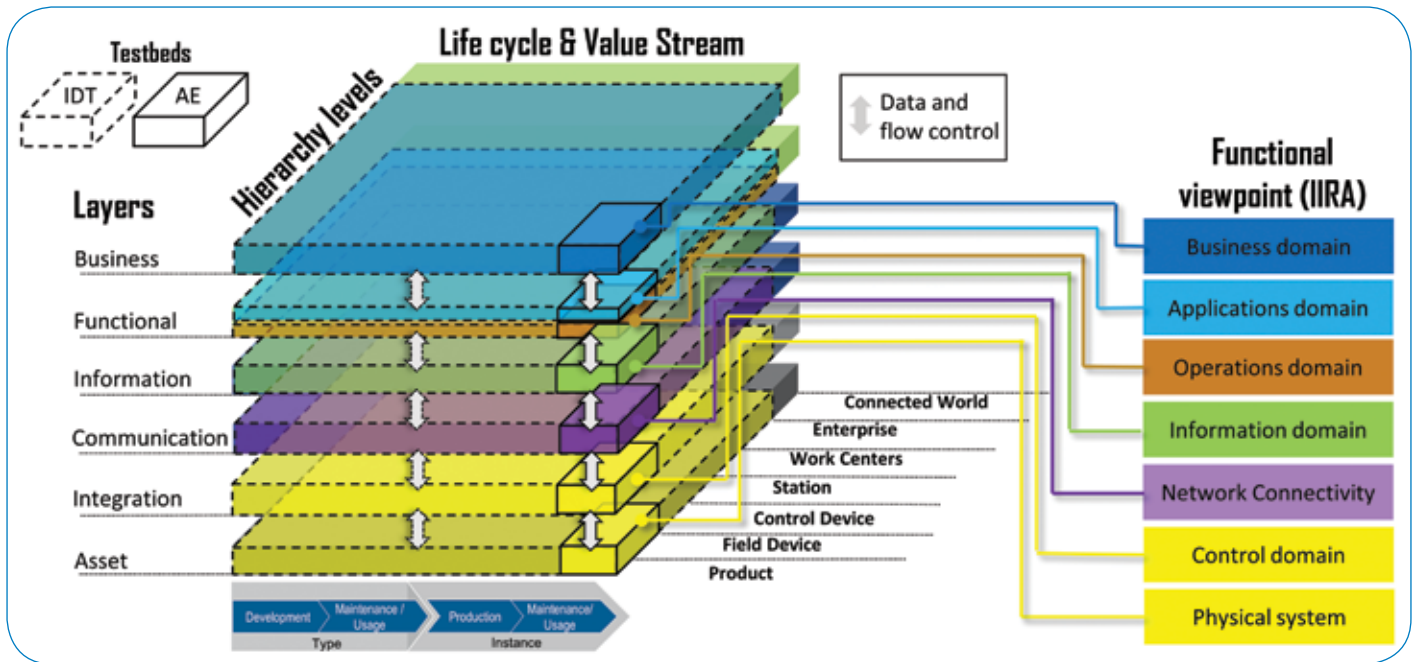 Life cycle & Value Stream
Testbeds
IDT
AE
Hierarchy levels
Data and
flow control
Functional
viewpoint (IIRA)
Layers
Business
Functional
Information
Communication
Integration
Asset
Business domain
Applications domain
Operations domain
Information domain
Network Connectivity
Control domain
Physical system
Connected World
Enterprise
Work Centers
Station
Control Device
Field Device
Product
Development
Maintenance /
Usage
Production
Maintenance/
Usage
Type
Instance